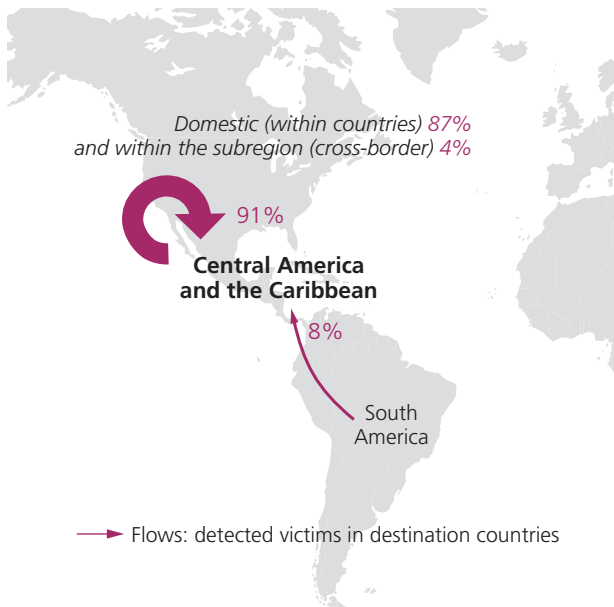 Domestic (within countries) 87%
and within the subregion (cross-border) 4%
91%
Central America
and the Caribbean
8%
South
America
Flows: detected victims in destination countries